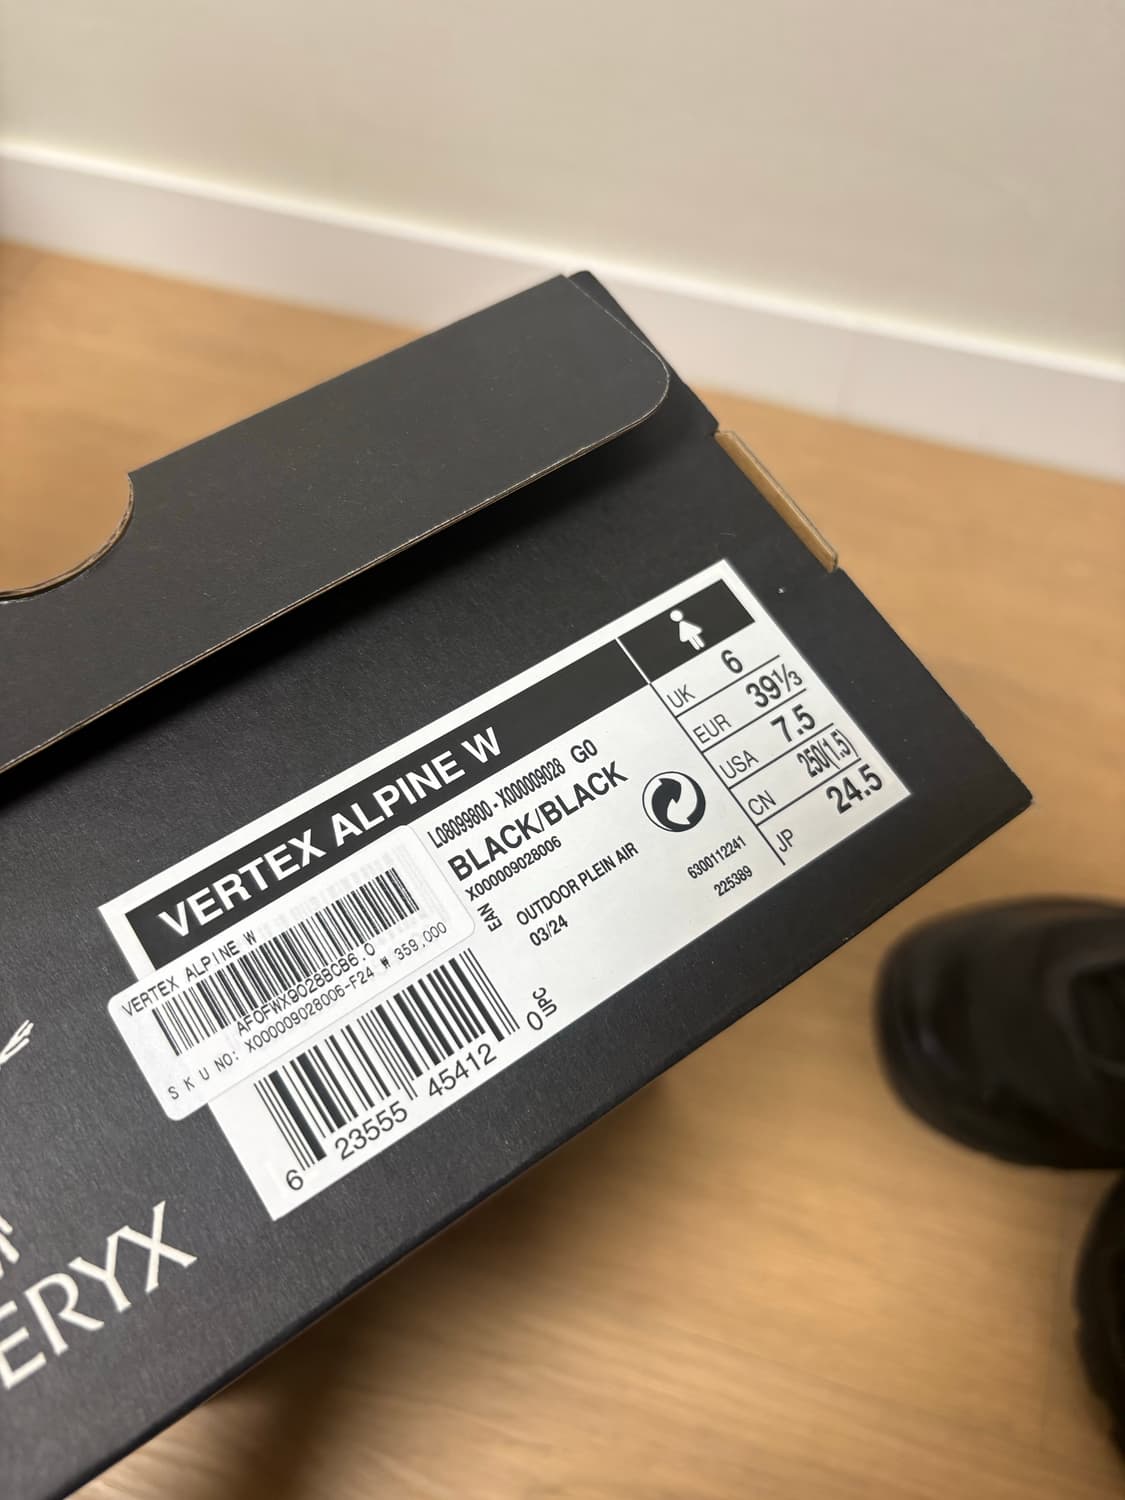 VERTEX ALPINE W
UK 6
EUR 39⅓
USA 7.5
CN 250(1.5)
JP 24.5
L08099800 - X000009028 G0
BLACK/BLACK
EAN X000009028006
OUTDOOR PLEIN AIR
03/24
6300112241
225389
VERTEX ALPINE W
AFOFWX9028BCB6.0
SKU NO: X000009028006-F24 ₩ 359,000
6 23555 45412 0 UPC
ERYX